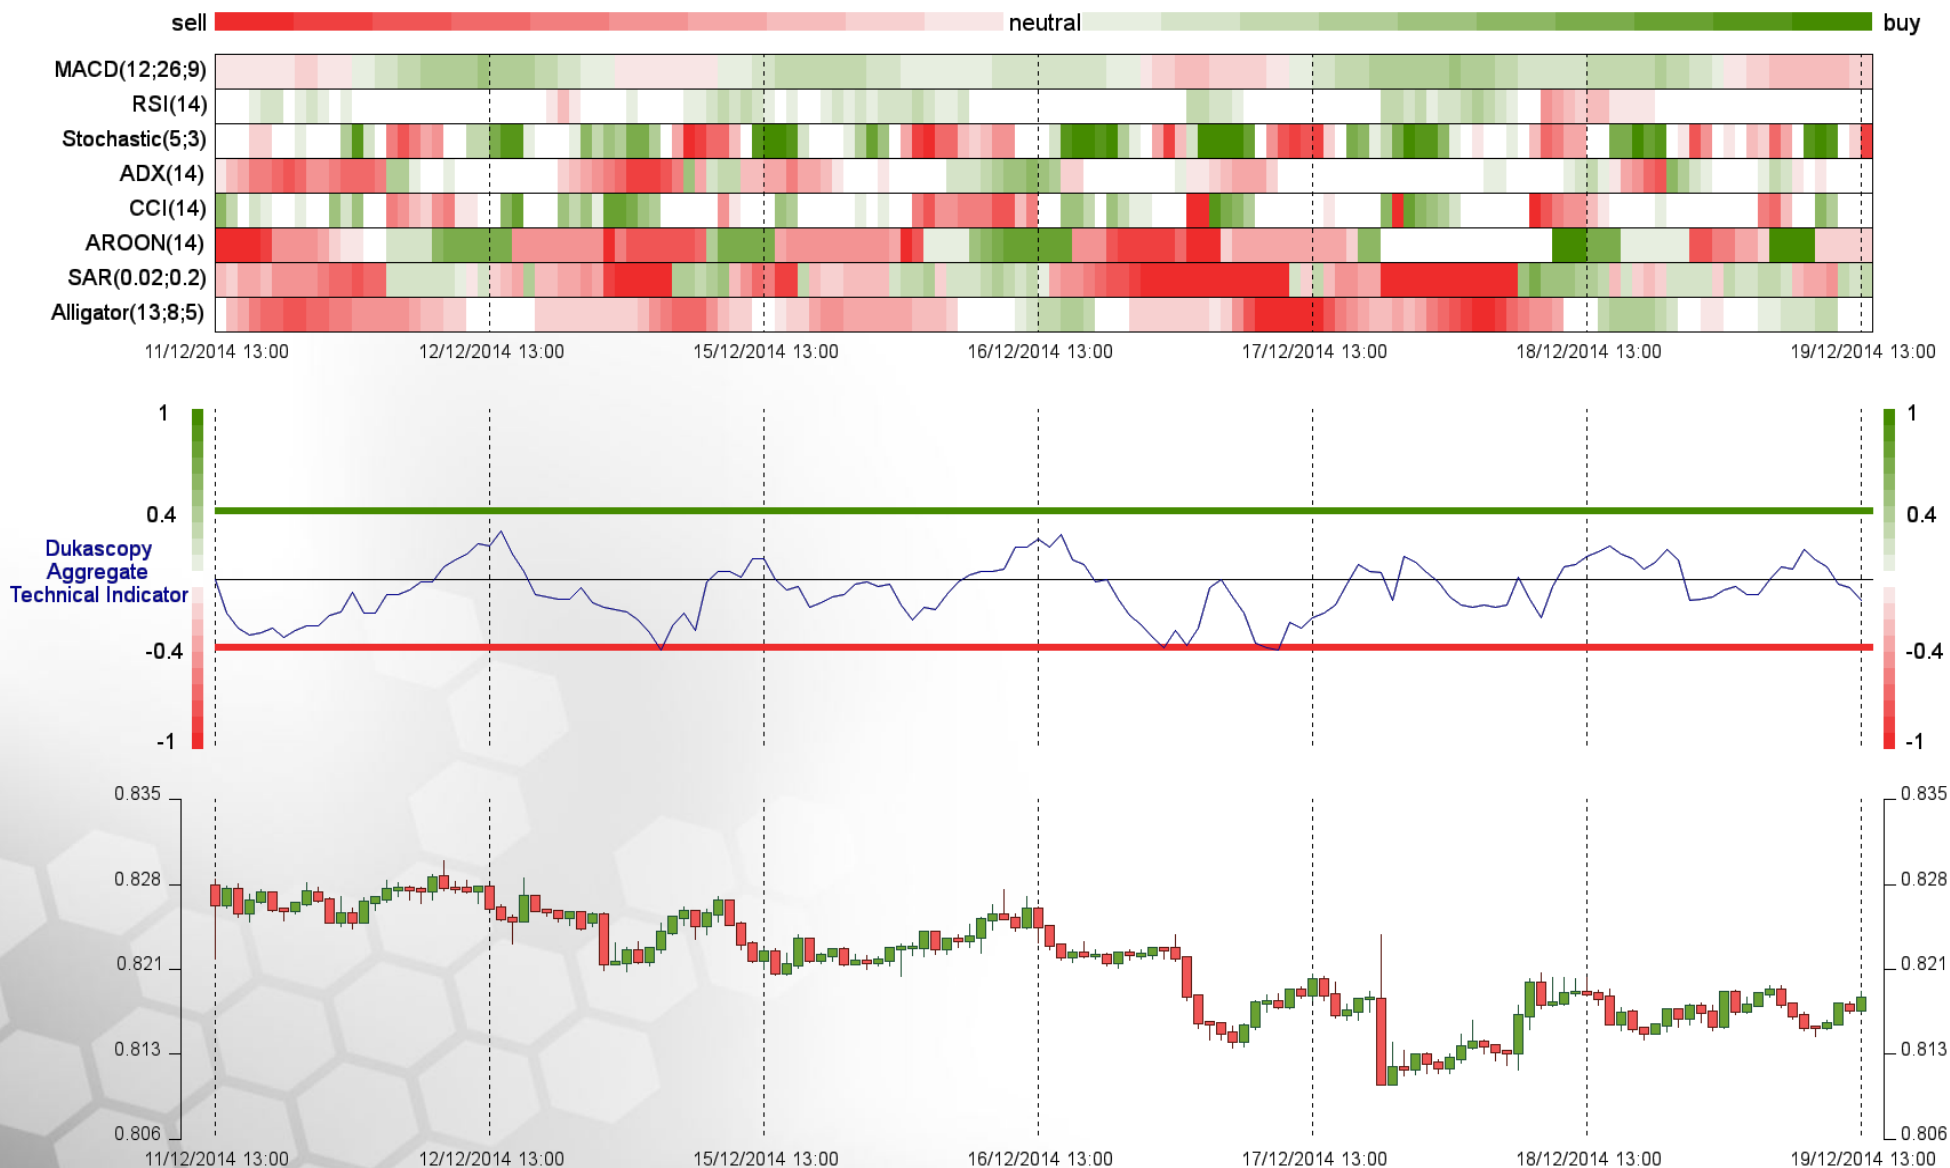 sell neutral buy
MACD(12;26;9)
RSI(14)
Stochastic(5;3)
ADX(14)
CCI(14)
AROON(14)
SAR(0.02;0.2)
Alligator(13;8;5)
11/12/2014 13:00 12/12/2014 13:00 15/12/2014 13:00 16/12/2014 13:00 17/12/2014 13:00 18/12/2014 13:00 19/12/2014 13:00
1 1
0.4 0.4
Dukascopy
Aggregate
Technical Indicator
-0.4 -0.4
-1 -1
0.835 0.835
0.828 0.828
0.821 0.821
0.813 0.813
0.806 0.806
11/12/2014 13:00 12/12/2014 13:00 15/12/2014 13:00 16/12/2014 13:00 17/12/2014 13:00 18/12/2014 13:00 19/12/2014 13:00